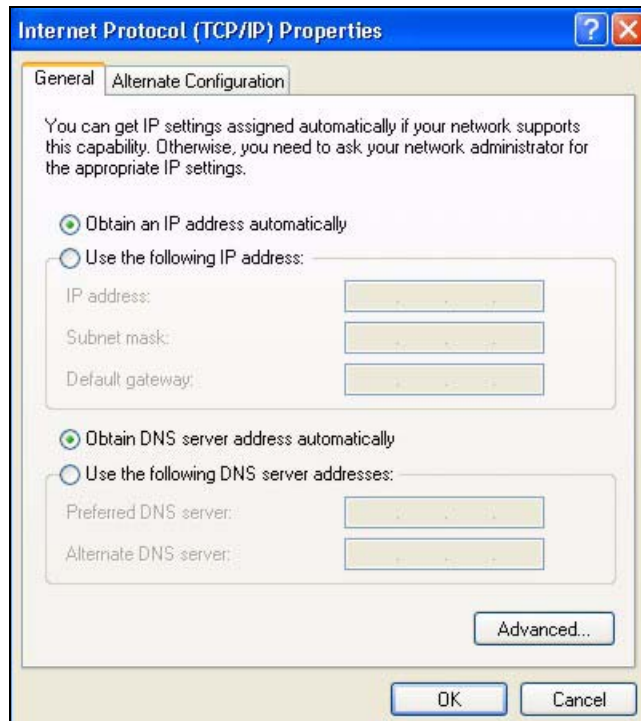 Internet Protocol (TCP/IP) Properties
General
Alternate Configuration
You can get IP settings assigned automatically if your network supports
this capability. Otherwise, you need to ask your network administrator for
the appropriate IP settings.
Obtain an IP address automatically
Use the following IP address:
IP address:
Subnet mask:
Default gateway:
Obtain DNS server address automatically
Use the following DNS server addresses:
Preferred DNS server:
Alternate DNS server:
Advanced...
OK
Cancel